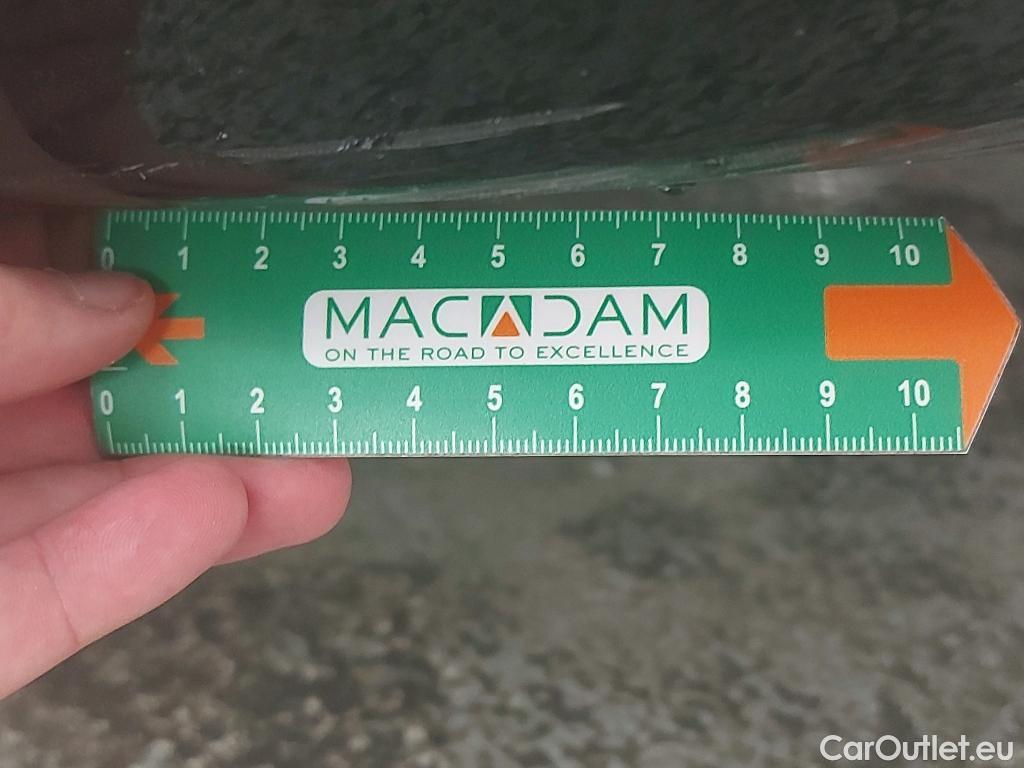 0 1 2 3 4 5 6 7 8 9 10
MACADAM
ON THE ROAD TO EXCELLENCE
0 1 2 3 4 5 6 7 8 9 10
CarOutlet.eu